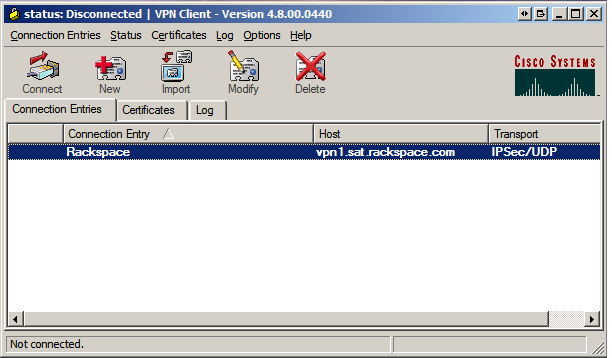 status: Disconnected | VPN Client - Version 4.8.00.0440
Connection Entries Status Certificates Log Options Help
Connect New Import Modify Delete
CISCO SYSTEMS
Connection Entries Certificates Log
Connection Entry Host Transport
Rackspace vpn1.sat.rackspace.com IPSec/UDP
Not connected.